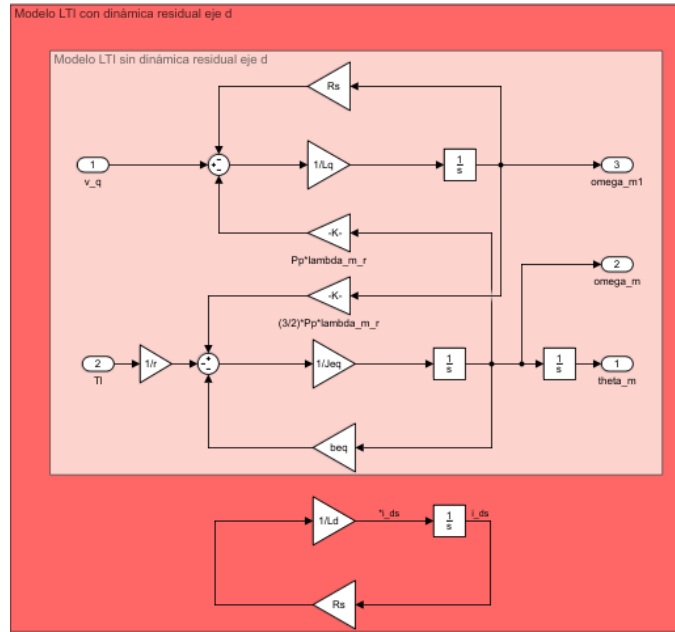 Modelo LTI con dinámica residual eje d
Modelo LTI sin dinámica residual eje d
Rs
1
v_q
1/Lq
1
s
3
omega_m1
-K-
Pp*lambda_m_r
2
omega_m
-K-
(3/2)*Pp*lambda_m_r
2
Tl
1/r
1/Jeq
1
s
1
s
1
theta_m
beq
1/Ld
*i_ds
1
s
i_ds
Rs